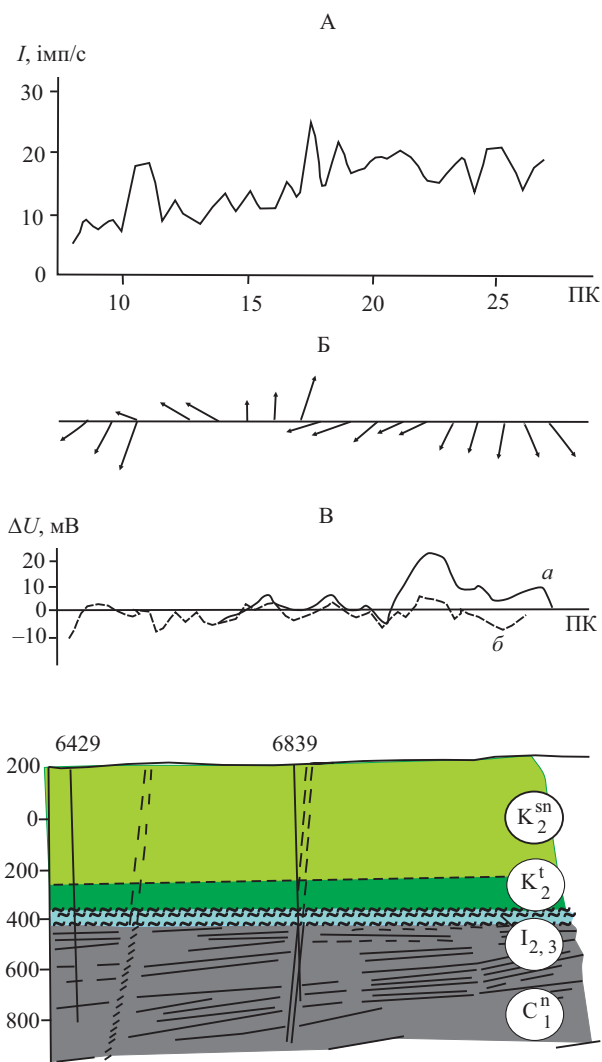 А
I, імп/с
30
20
10
0
10 15 20 25 ПК
Б
В
ΔU, мВ
20
10
0
–10
а
б
ПК
6429 6839
200
0
200
400
600
800
K₂ˢⁿ
K₂ᵗ
I₂,₃
C₁ⁿ